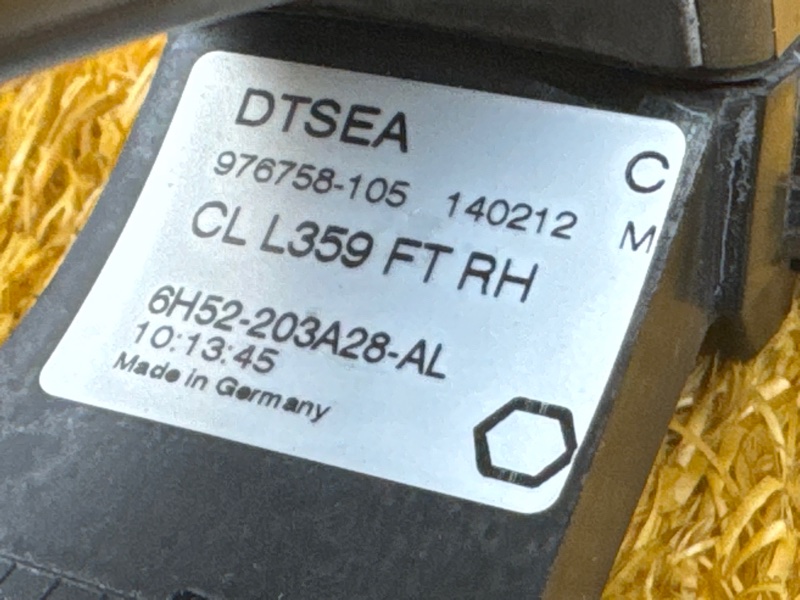 DTSEA
976758-105 140212
C
M
CL L359 FT RH
6H52-203A28-AL
10:13:45
Made in Germany